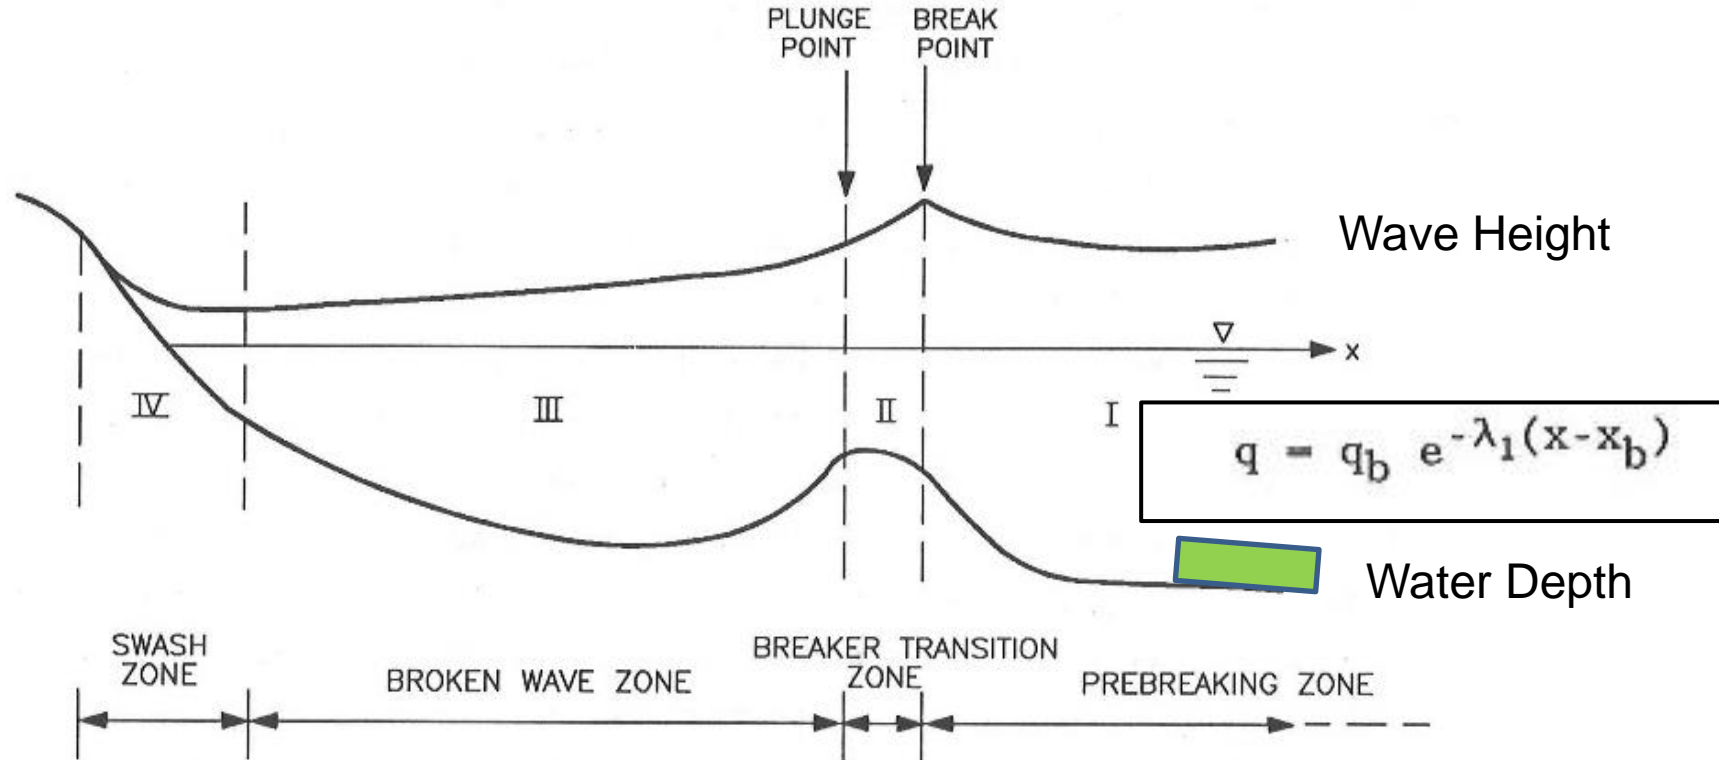 PLUNGE
POINT
BREAK
POINT
Wave Height
x
IV
III
II
I
q = q_b e^{-λ_1(x-x_b)}
Water Depth
SWASH
ZONE
BROKEN WAVE ZONE
BREAKER TRANSITION
ZONE
PREBREAKING ZONE